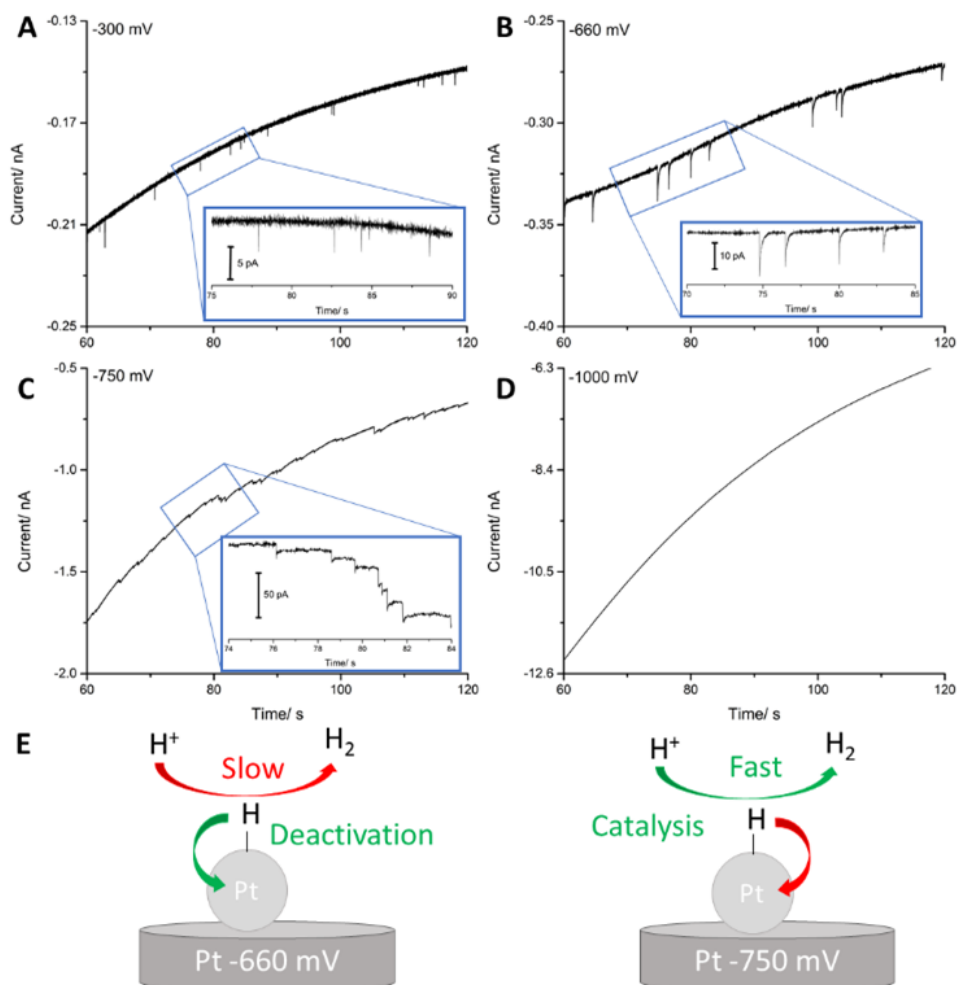 A
-300 mV
-0.13
-0.17
-0.21
-0.25
Current/ nA
60
80
100
120
5 pA
75
80
85
90
Time/ s
B
-660 mV
-0.25
-0.30
-0.35
-0.40
Current/ nA
60
80
100
120
10 pA
70
75
80
85
Time/ s
C
-750 mV
-0.5
-1.0
-1.5
-2.0
Current/ nA
50 pA
74
76
78
80
82
84
Time/ s
60
80
100
120
Time/ s
D
-1000 mV
-6.3
-8.4
-10.5
-12.6
Current/ nA
60
80
100
120
Time/ s
E
H+
H2
Slow
H
Deactivation
Pt
Pt -660 mV
H+
H2
Fast
Catalysis
H
Pt
Pt -750 mV